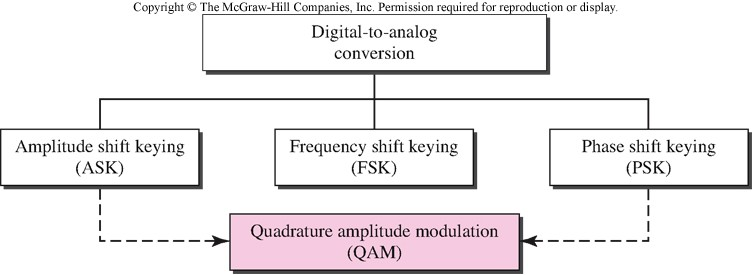 Copyright © The McGraw-Hill Companies, Inc. Permission required for reproduction or display.
Digital-to-analog
conversion
Amplitude shift keying
(ASK)
Frequency shift keying
(FSK)
Phase shift keying
(PSK)
Quadrature amplitude modulation
(QAM)